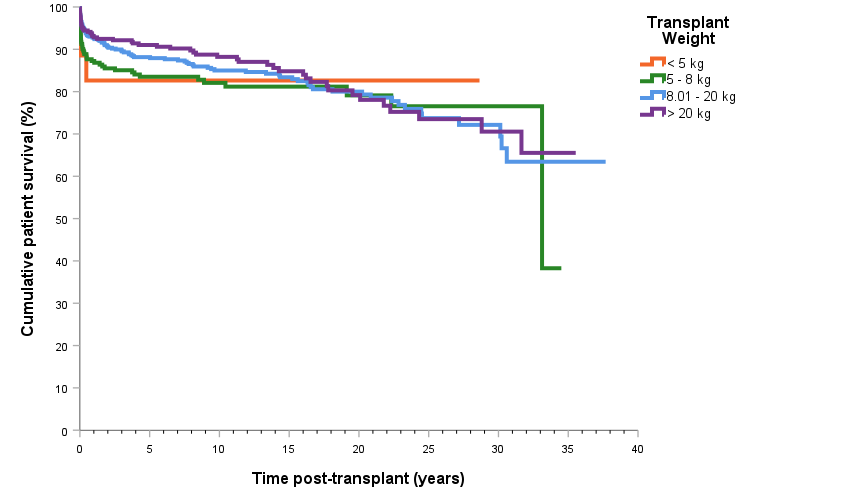 Transplant
Weight
< 5 kg
5 - 8 kg
8.01 - 20 kg
> 20 kg
Cumulative patient survival (%)
100
90
80
70
60
50
40
30
20
10
0
0 5 10 15 20 25 30 35 40
Time post-transplant (years)